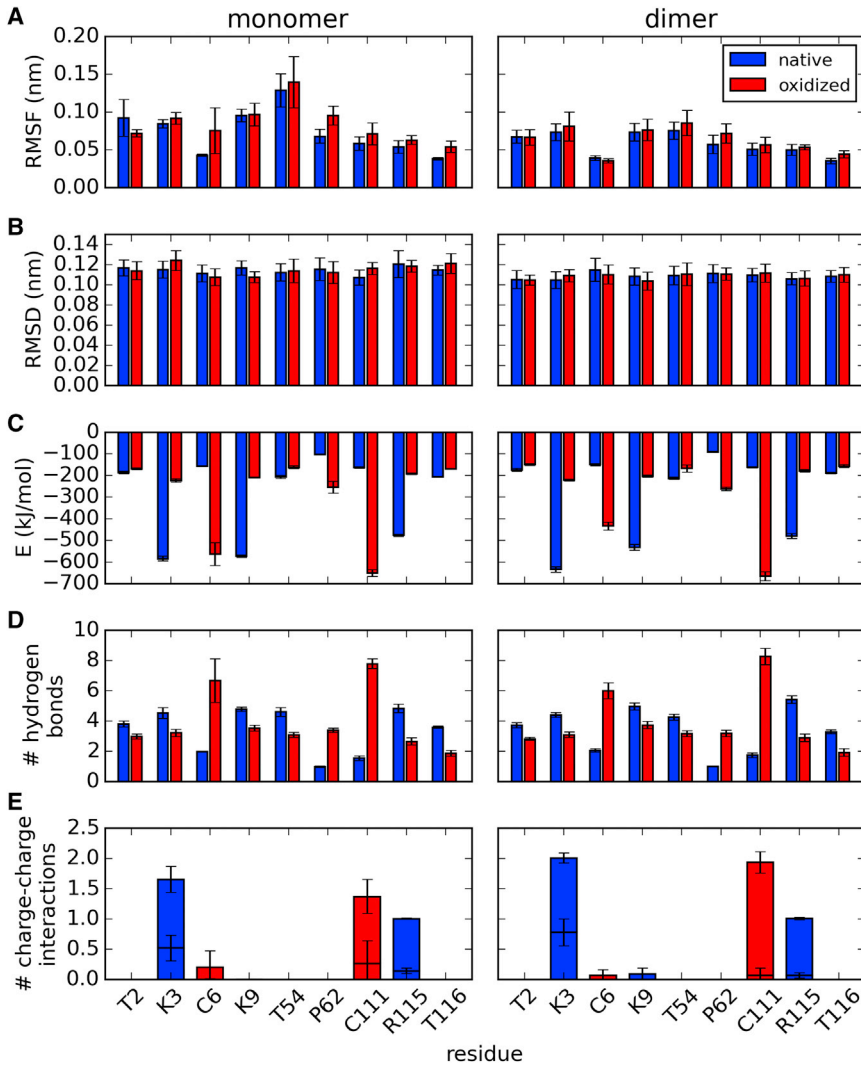 monomer
dimer
A
RMSF (nm)
0.20
0.15
0.10
0.05
0.00
native
oxidized
B
RMSD (nm)
0.14
0.12
0.10
0.08
0.06
0.04
0.02
0.00
C
E (kJ/mol)
0
−100
−200
−300
−400
−500
−600
−700
D
# hydrogen
bonds
10
8
6
4
2
0
E
# charge-charge
interactions
2.5
2.0
1.5
1.0
0.5
0.0
T2 K3 C6 K9 T54 P62 C111 R115 T116
T2 K3 C6 K9 T54 P62 C111 R115 T116
residue